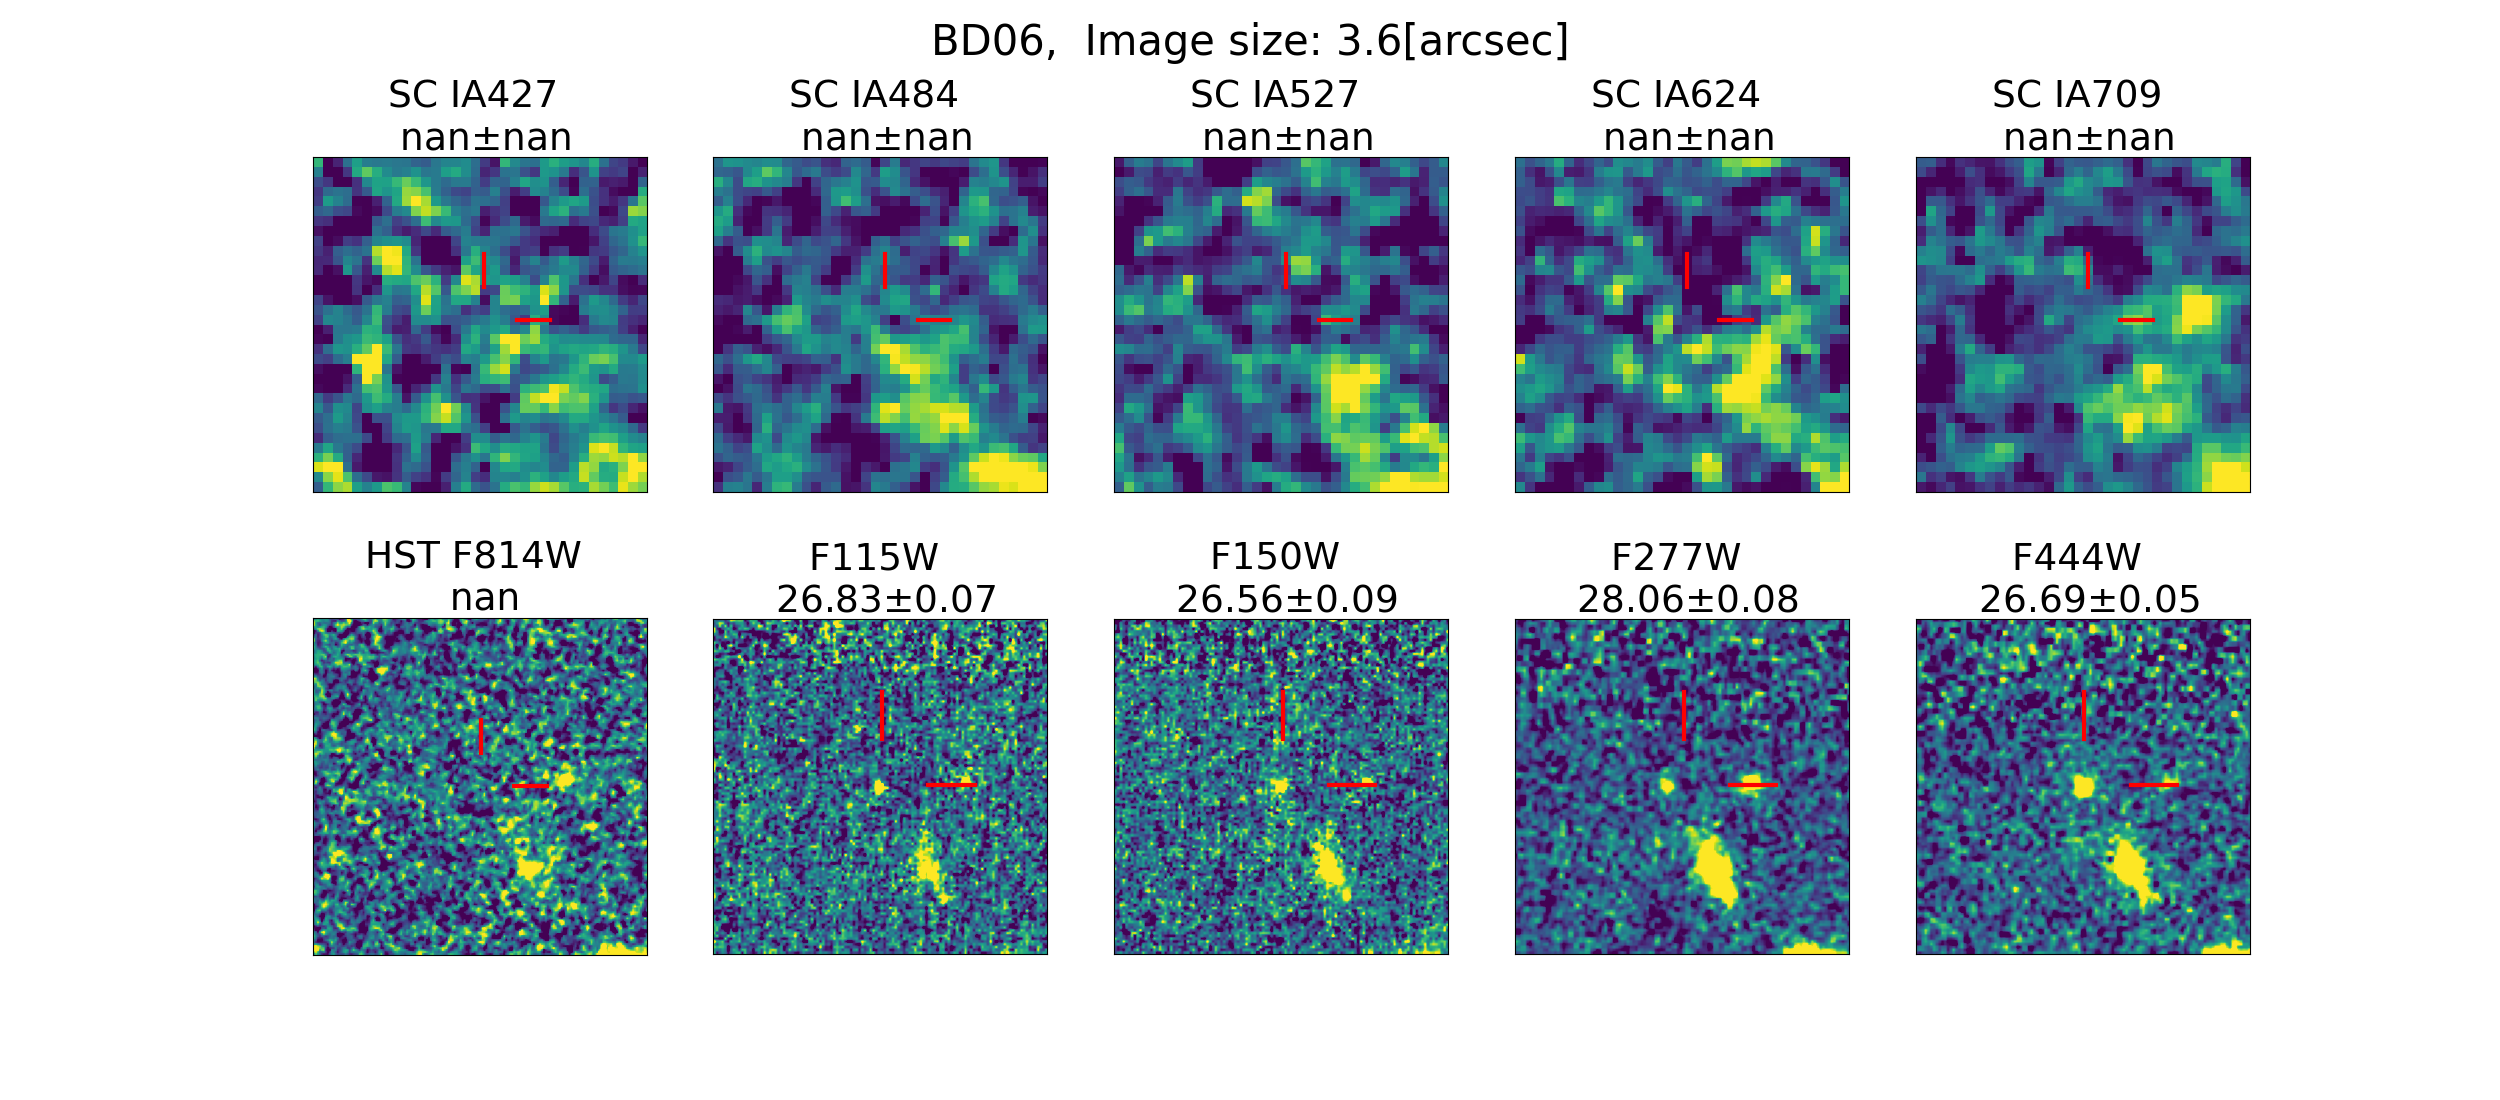 BD06,  Image size: 3.6[arcsec]
SC IA427
nan±nan
SC IA484
nan±nan
SC IA527
nan±nan
SC IA624
nan±nan
SC IA709
nan±nan
HST F814W
nan
F115W
26.83±0.07
F150W
26.56±0.09
F277W
28.06±0.08
F444W
26.69±0.05